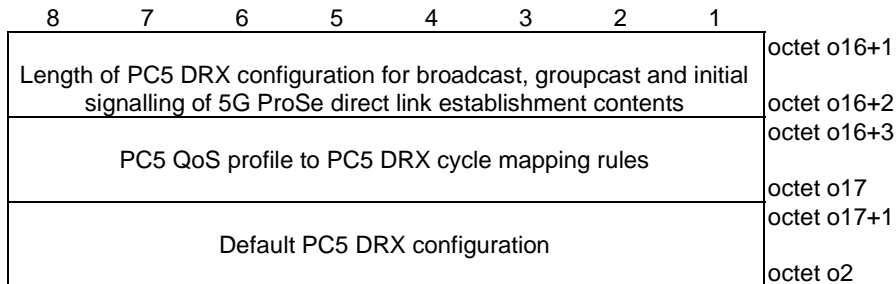 8 7 6 5 4 3 2 1
octet o16+1
Length of PC5 DRX configuration for broadcast, groupcast and initial
signalling of 5G ProSe direct link establishment contents
octet o16+2
octet o16+3
PC5 QoS profile to PC5 DRX cycle mapping rules
octet o17
octet o17+1
Default PC5 DRX configuration
octet o2